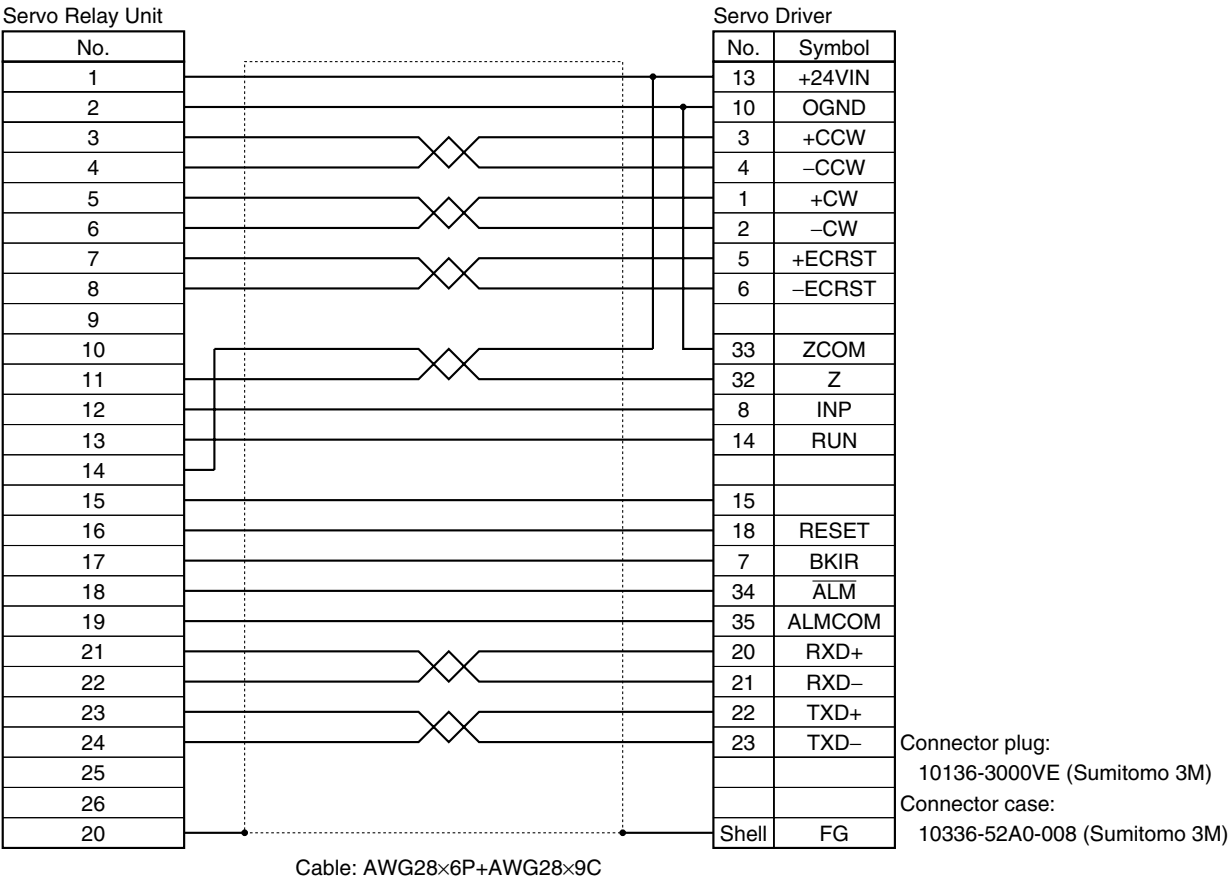 Servo Relay Unit Servo Driver
No. No. Symbol
1 13 +24VIN
2 10 OGND
3 3 +CCW
4 4 −CCW
5 1 +CW
6 2 −CW
7 5 +ECRST
8 6 −ECRST
9
10 33 ZCOM
11 32 Z
12 8 INP
13 14 RUN
14
15 15
16 18 RESET
17 7 BKIR
18 34 ALM
19 35 ALMCOM
21 20 RXD+
22 21 RXD−
23 22 TXD+
24 23 TXD− Connector plug:
25 10136-3000VE (Sumitomo 3M)
26 Connector case:
20 Shell FG 10336-52A0-008 (Sumitomo 3M)
Cable: AWG28×6P+AWG28×9C